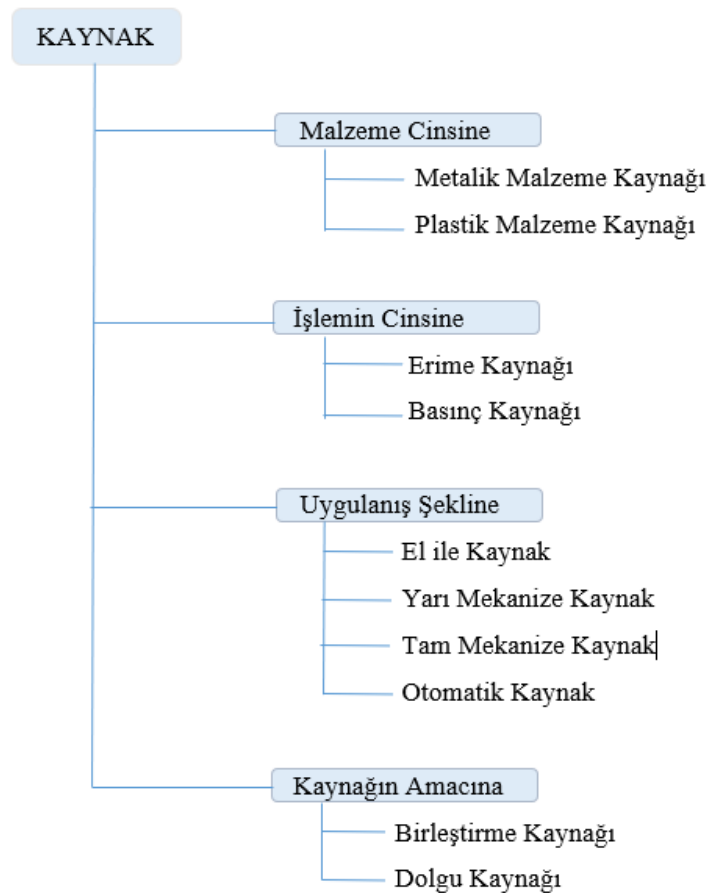 KAYNAK
Malzeme Cinsine
Metalik Malzeme Kaynağı
Plastik Malzeme Kaynağı
İşlemin Cinsine
Erime Kaynağı
Basınç Kaynağı
Uygulanış Şekline
El ile Kaynak
Yarı Mekanize Kaynak
Tam Mekanize Kaynak
Otomatik Kaynak
Kaynağın Amacına
Birleştirme Kaynağı
Dolgu Kaynağı